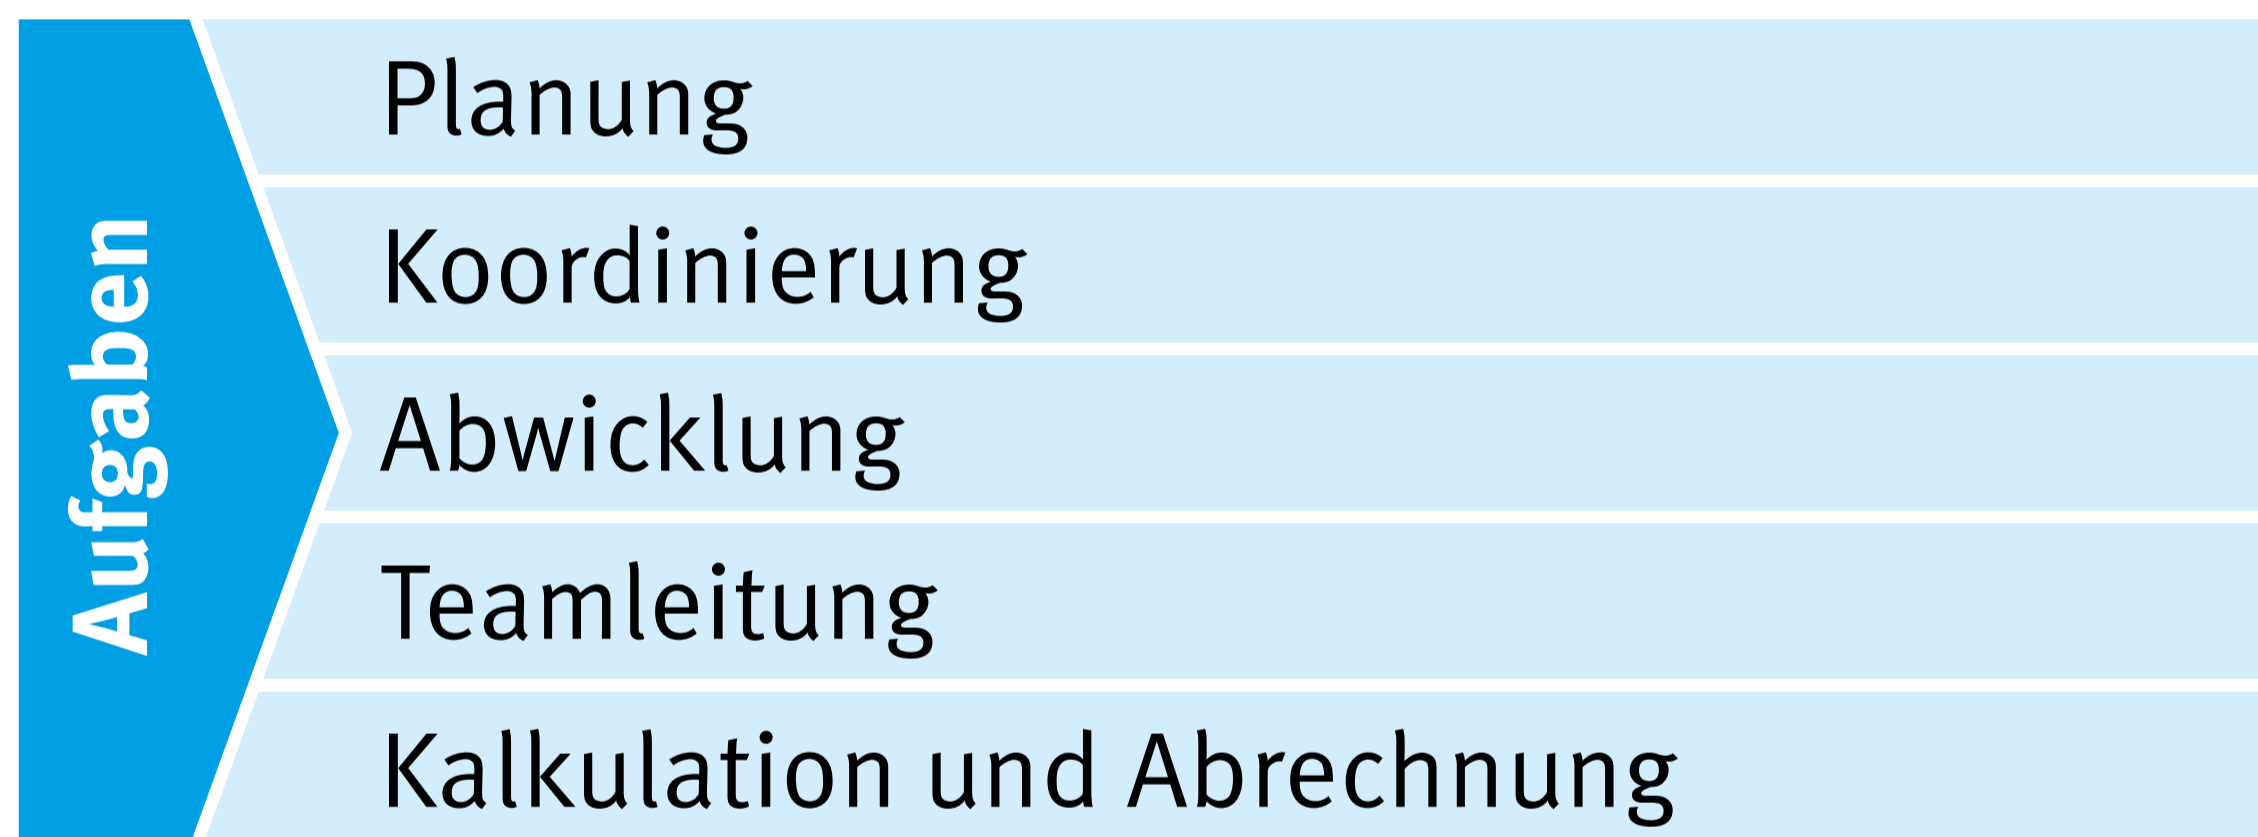 Aufgaben
Planung
Koordinierung
Abwicklung
Teamleitung
Kalkulation und Abrechnung